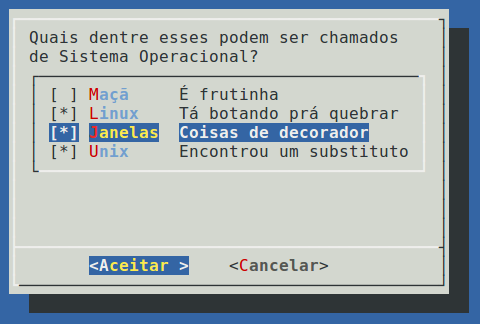 Quais dentre esses podem ser chamados
de Sistema Operacional?
[ ] Maçã É frutinha
[*] Linux Tá botando prá quebrar
[*] Janelas Coisas de decorador
[*] Unix Encontrou um substituto
<Aceitar > <Cancelar>